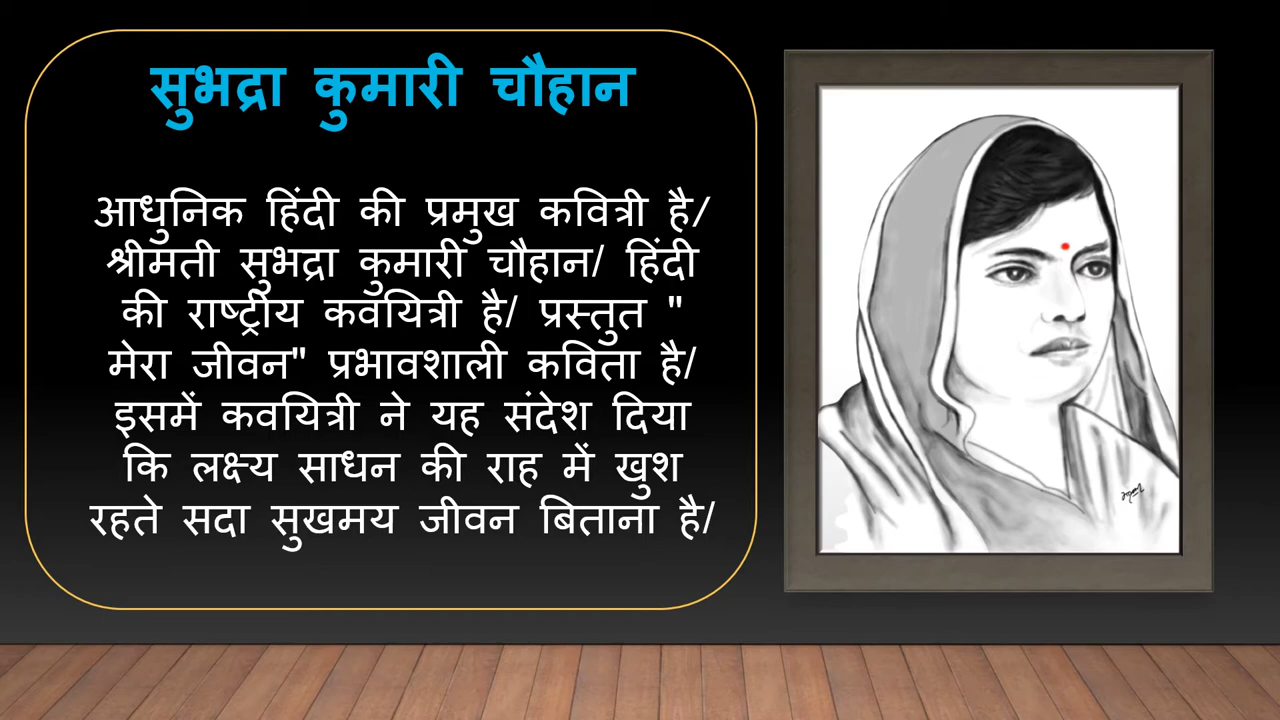 सुभद्रा कुमारी चौहान
आधुनिक हिंदी की प्रमुख कवित्री है/
श्रीमती सुभद्रा कुमारी चौहान/ हिंदी
की राष्ट्रीय कवयित्री है/ प्रस्तुत "
मेरा जीवन" प्रभावशाली कविता है/
इसमें कवयित्री ने यह संदेश दिया
कि लक्ष्य साधन की राह में खुश
रहते सदा सुखमय जीवन बिताना है/